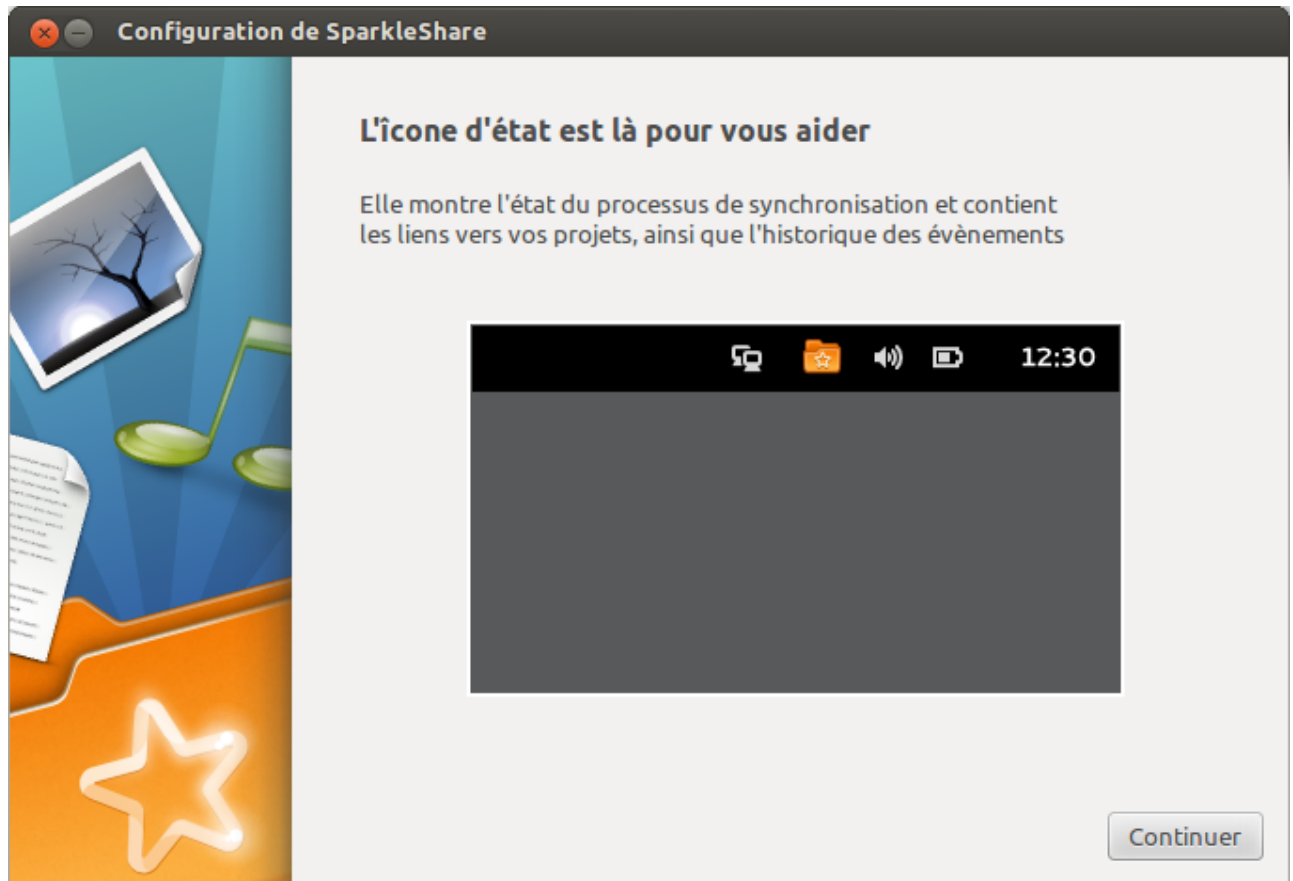 Configuration de SparkleShare
L'îcone d'état est là pour vous aider
Elle montre l'état du processus de synchronisation et contient
les liens vers vos projets, ainsi que l'historique des évènements
12:30
Continuer